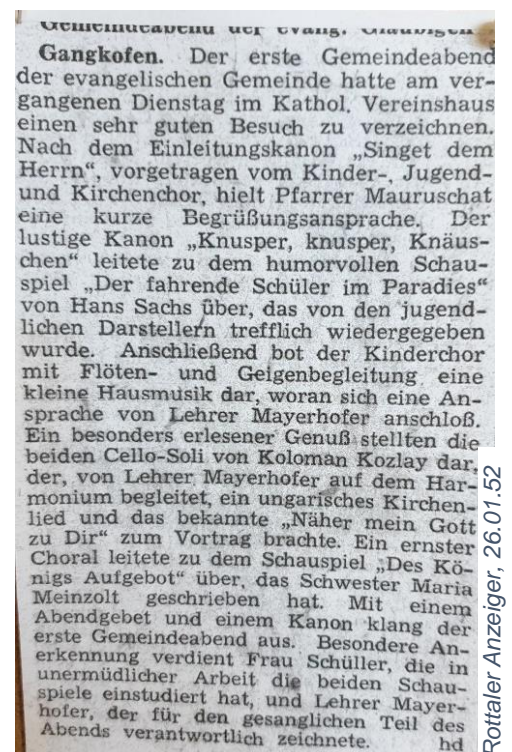 Gemeindeabend der evang. Gläubigen
Gangkofen. Der erste Gemeindeabend
der evangelischen Gemeinde hatte am ver-
gangenen Dienstag im Kathol. Vereinshaus
einen sehr guten Besuch zu verzeichnen.
Nach dem Einleitungskanon „Singet dem
Herrn“, vorgetragen vom Kinder-, Jugend-
und Kirchenchor, hielt Pfarrer Mauruschat
eine kurze Begrüßungsansprache. Der
lustige Kanon „Knusper, knusper, Knäus-
chen“ leitete zu dem humorvollen Schau-
spiel „Der fahrende Schüler im Paradies“
von Hans Sachs über, das von den jugend-
lichen Darstellern trefflich wiedergegeben
wurde. Anschließend bot der Kinderchor
mit Flöten- und Geigenbegleitung eine
kleine Hausmusik dar, woran sich eine An-
sprache von Lehrer Mayerhofer anschloß.
Ein besonders erlesener Genuß stellten die
beiden Cello-Soli von Koloman Kozlay dar,
der, von Lehrer Mayerhofer auf dem Har-
monium begleitet, ein ungarisches Kirchen-
lied und das bekannte „Näher mein Gott
zu Dir“ zum Vortrag brachte. Ein ernster
Choral leitete zu dem Schauspiel „Des Kö-
nigs Aufgebot“ über, das Schwester Maria
Meinzolt geschrieben hat. Mit einem
Abendgebet und einem Kanon klang der
erste Gemeindeabend aus. Besondere An-
erkennung verdient Frau Schüller, die in
unermüdlicher Arbeit die beiden Schau-
spiele einstudiert hat, und Lehrer Mayer-
hofer, der für den gesanglichen Teil des
Abends verantwortlich zeichnete. hd
Rottaler Anzeiger, 26.01.52